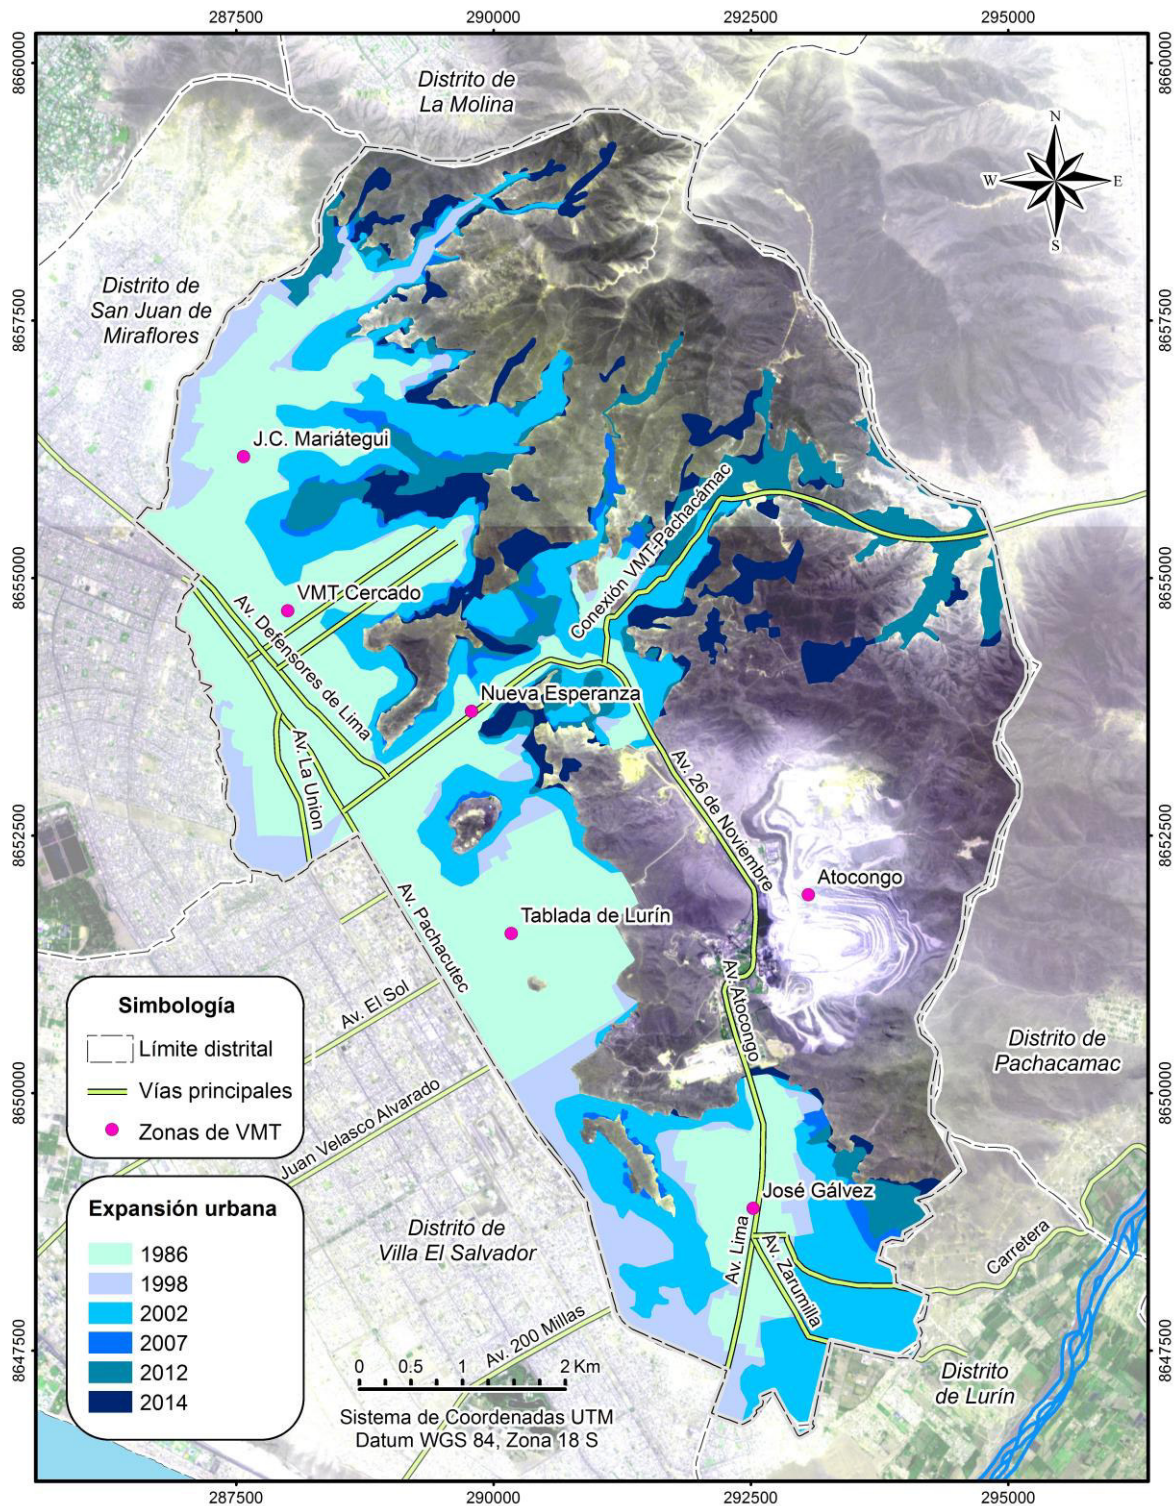 287500
290000
292500
295000
8660000
8660000
Distrito de
La Molina
N
W
E
S
Distrito de
San Juan de
Miraflores
8657500
8657500
J.C. Mariátegui
Conexión VMT-Pachacámac
8655000
8655000
VMT Cercado
Av. Defensores de Lima
Nueva Esperanza
Av. La Union
Av. 26 de Noviembre
8652500
8652500
Atocongo
Av. Pachacutec
Tablada de Lurín
Av. Atocongo
Av. El Sol
Distrito de
Pachacamac
Simbología
Límite distrital
Vías principales
Zonas de VMT
8650000
8650000
Juan Velasco Alvarado
José Gálvez
Distrito de
Villa El Salvador
Av. Lima
Av. Zarumilla
Carretera
Expansión urbana
1986
1998
2002
2007
2012
2014
8647500
8647500
Av. 200 Millas
0 0.5 1 2 Km
Distrito
de Lurín
Sistema de Coordenadas UTM
Datum WGS 84, Zona 18 S
287500
290000
292500
295000